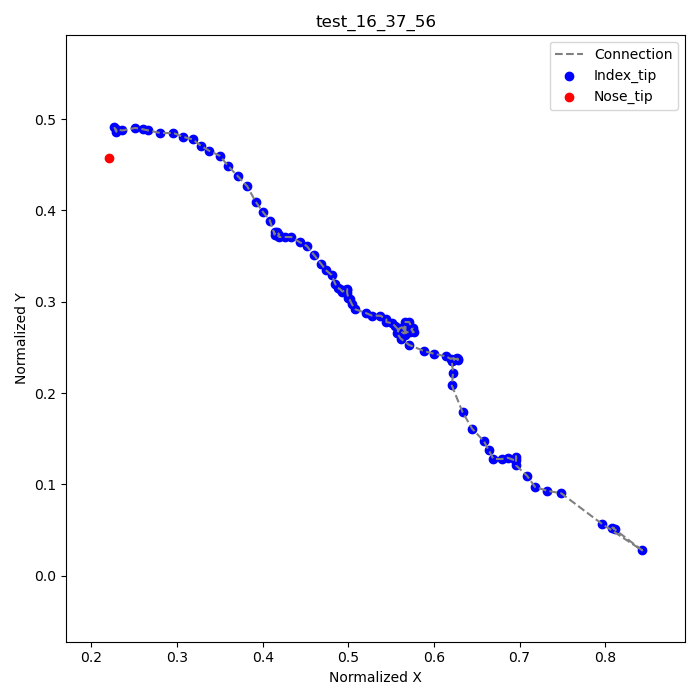 test_16_37_56
Connection
Index_tip
Nose_tip
0.5
0.4
0.3
0.2
0.1
0.0
Normalized Y
0.2 0.3 0.4 0.5 0.6 0.7 0.8
Normalized X